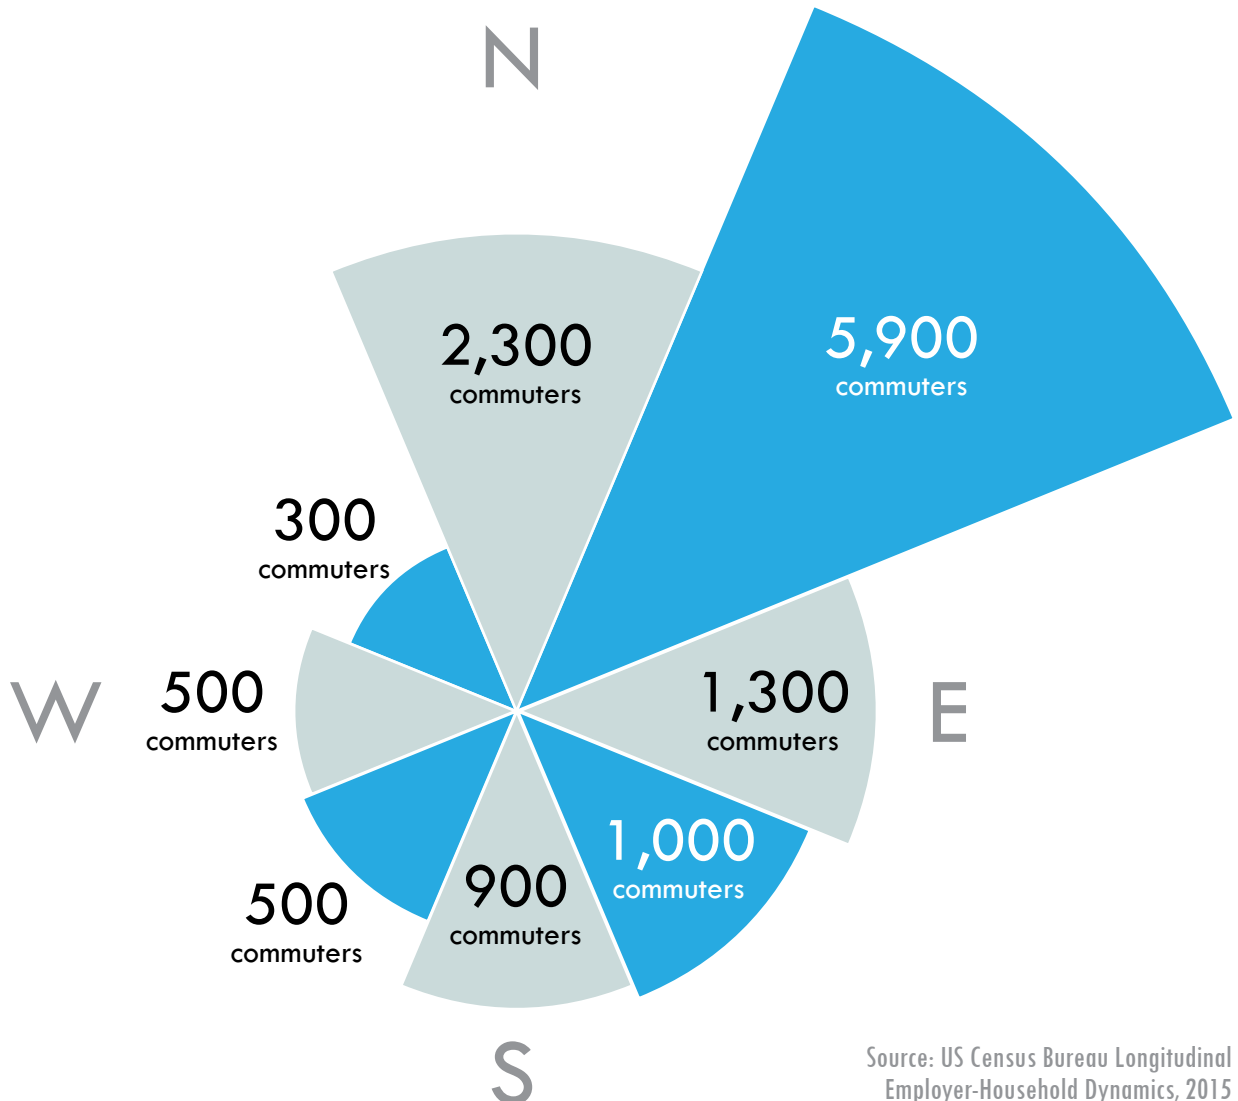 N
2,300
commuters
5,900
commuters
300
commuters
W
500
commuters
1,300
commuters
E
1,000
commuters
900
commuters
500
commuters
S
Source: US Census Bureau Longitudinal
Employer-Household Dynamics, 2015